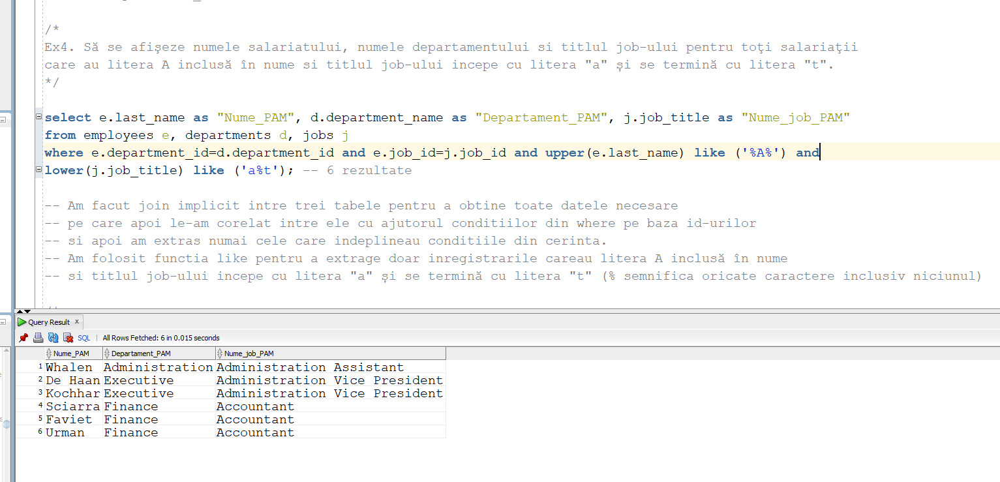 /*
Ex4. Să se afişeze numele salariatului, numele departamentului si titlul job-ului pentru toţi salariaţii
care au litera A inclusă în nume si titlul job-ului incepe cu litera "a" și se termină cu litera "t".
*/
select e.last_name as "Nume_PAM", d.department_name as "Departament_PAM", j.job_title as "Nume_job_PAM"
from employees e, departments d, jobs j
where e.department_id=d.department_id and e.job_id=j.job_id and upper(e.last_name) like ('%A%') and
lower(j.job_title) like ('a%t'); -- 6 rezultate
-- Am facut join implicit intre trei tabele pentru a obtine toate datele necesare
-- pe care apoi le-am corelat intre ele cu ajutorul conditiilor din where pe baza id-urilor
-- si apoi am extras numai cele care indeplineau conditiile din cerinta.
-- Am folosit functia like pentru a extrage doar inregistrarile careau litera A inclusă în nume
-- si titlul job-ului incepe cu litera "a" și se termină cu litera "t" (% semnifica oricate caractere inclusiv niciunul)
Query Result x
SQL | All Rows Fetched: 6 in 0.015 seconds
Nume_PAM Departament_PAM Nume_job_PAM
1 Whalen Administration Administration Assistant
2 De Haan Executive Administration Vice President
3 Kochhar Executive Administration Vice President
4 Sciarra Finance Accountant
5 Faviet Finance Accountant
6 Urman Finance Accountant